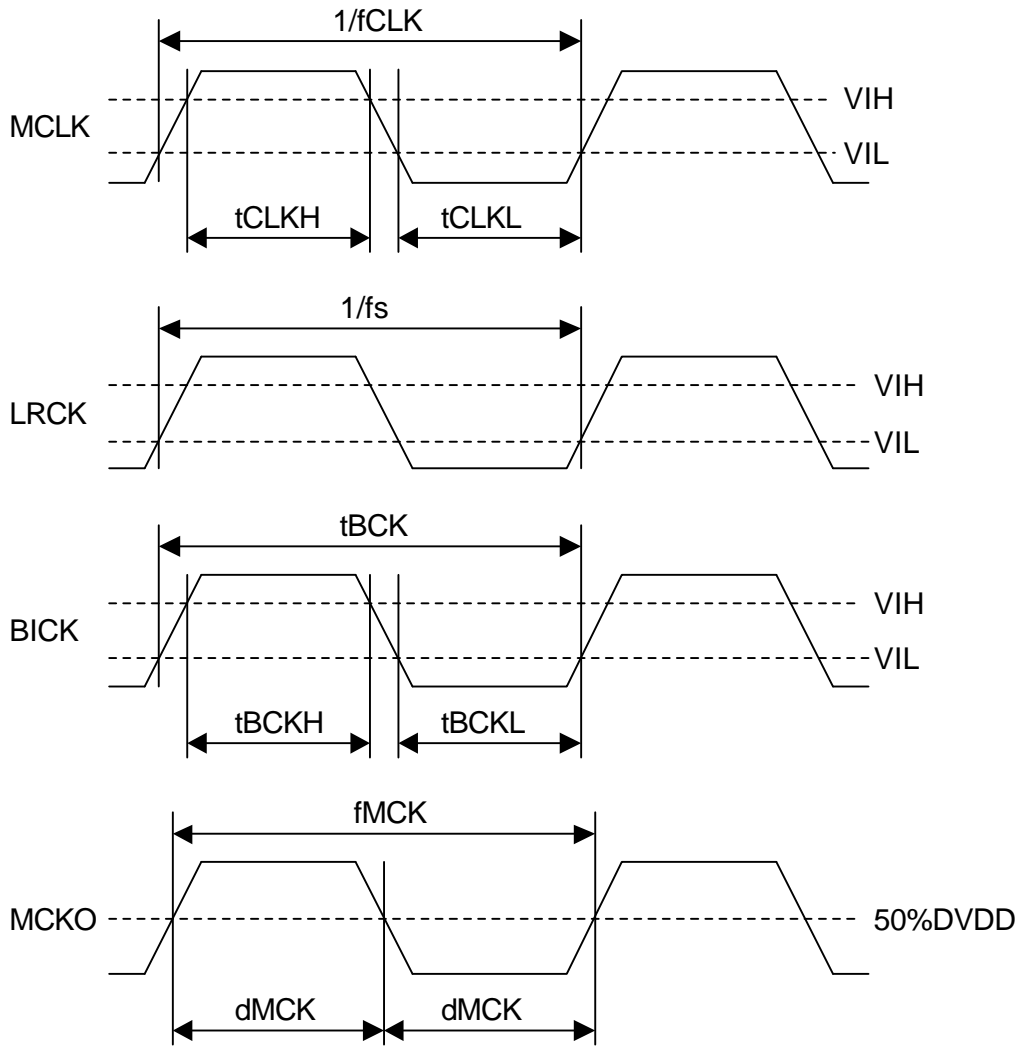 1/fCLK
MCLK
VIH
VIL
tCLKH
tCLKL
1/fs
LRCK
VIH
VIL
tBCK
BICK
VIH
VIL
tBCKH
tBCKL
fMCK
MCKO
50%DVDD
dMCK
dMCK